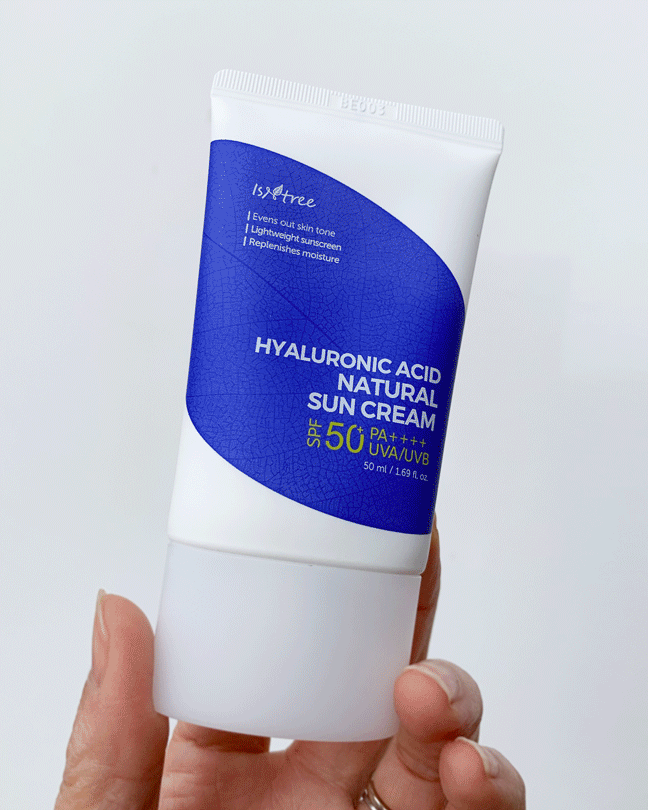 IsNtree
Evens out skin tone
Lightweight sunscreen
Replenishes moisture
HYALURONIC ACID
NATURAL
SUN CREAM
SPF 50+ PA++++
UVA/UVB
50 ml / 1.69 fl. oz.